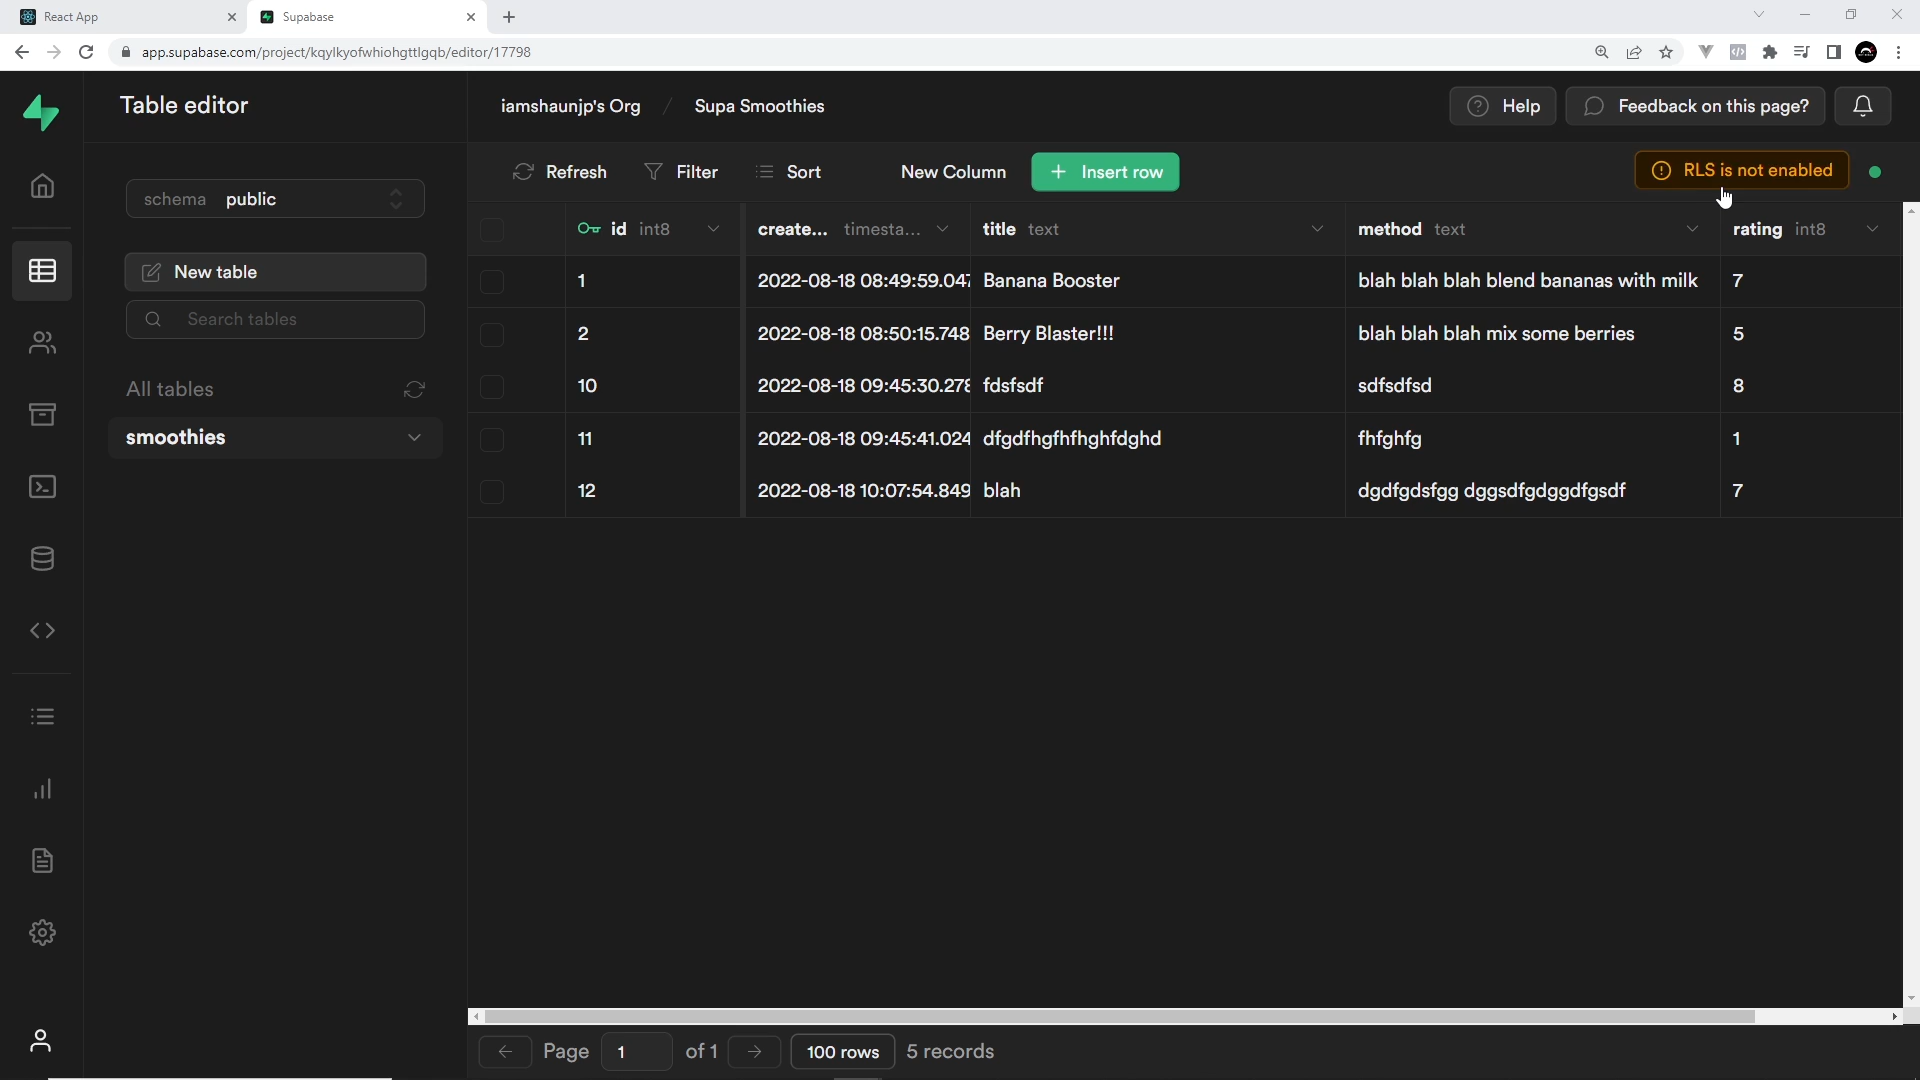 React App
Supabase
app.supabase.com/project/kqylkyofwhiohgttlgqb/editor/17798
Table editor
iamshaunjp's Org / Supa Smoothies
Help
Feedback on this page?
schema public
New table
Search tables
All tables
smoothies
Refresh Filter Sort New Column + Insert row
RLS is not enabled
id int8 create... timesta... title text method text rating int8
1 2022-08-18 08:49:59.047 Banana Booster blah blah blah blend bananas with milk 7
2 2022-08-18 08:50:15.748 Berry Blaster!!! blah blah blah mix some berries 5
10 2022-08-18 09:45:30.278 fdsfsdf sdfsdfsd 8
11 2022-08-18 09:45:41.024 dfgdfhgfhfhghfdghd fhfghfg 1
12 2022-08-18 10:07:54.849 blah dgdfgdsfgg dggsdfgdggdfgsdf 7
Page 1 of 1 100 rows 5 records